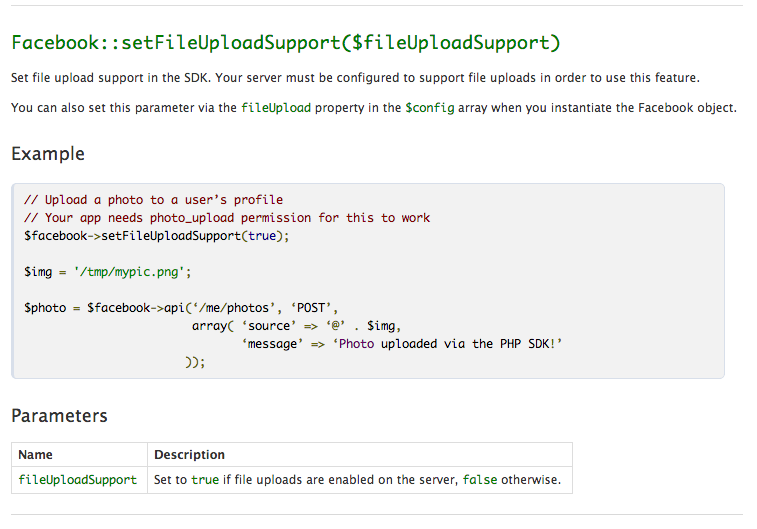 Facebook::setFileUploadSupport($fileUploadSupport)
Set file upload support in the SDK. Your server must be configured to support file uploads in order to use this feature.
You can also set this parameter via the fileUpload property in the $config array when you instantiate the Facebook object.
Example
// Upload a photo to a user’s profile
// Your app needs photo_upload permission for this to work
$facebook->setFileUploadSupport(true);
$img = '/tmp/mypic.png';
$photo = $facebook->api(‘/me/photos’, ‘POST’,
array( ‘source’ => ‘@’ . $img,
‘message’ => ‘Photo uploaded via the PHP SDK!’
));
Parameters
Name Description
fileUploadSupport Set to true if file uploads are enabled on the server, false otherwise.